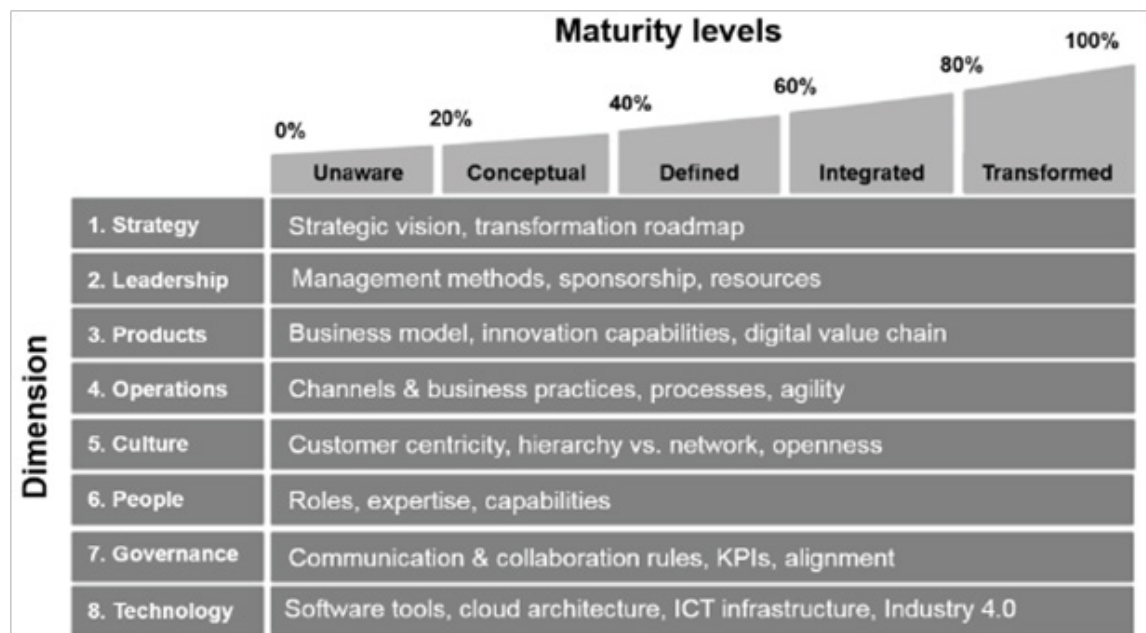 Maturity levels
0%
20%
40%
60%
80%
100%
Unaware
Conceptual
Defined
Integrated
Transformed
Dimension
1. Strategy
Strategic vision, transformation roadmap
2. Leadership
Management methods, sponsorship, resources
3. Products
Business model, innovation capabilities, digital value chain
4. Operations
Channels & business practices, processes, agility
5. Culture
Customer centricity, hierarchy vs. network, openness
6. People
Roles, expertise, capabilities
7. Governance
Communication & collaboration rules, KPIs, alignment
8. Technology
Software tools, cloud architecture, ICT infrastructure, Industry 4.0